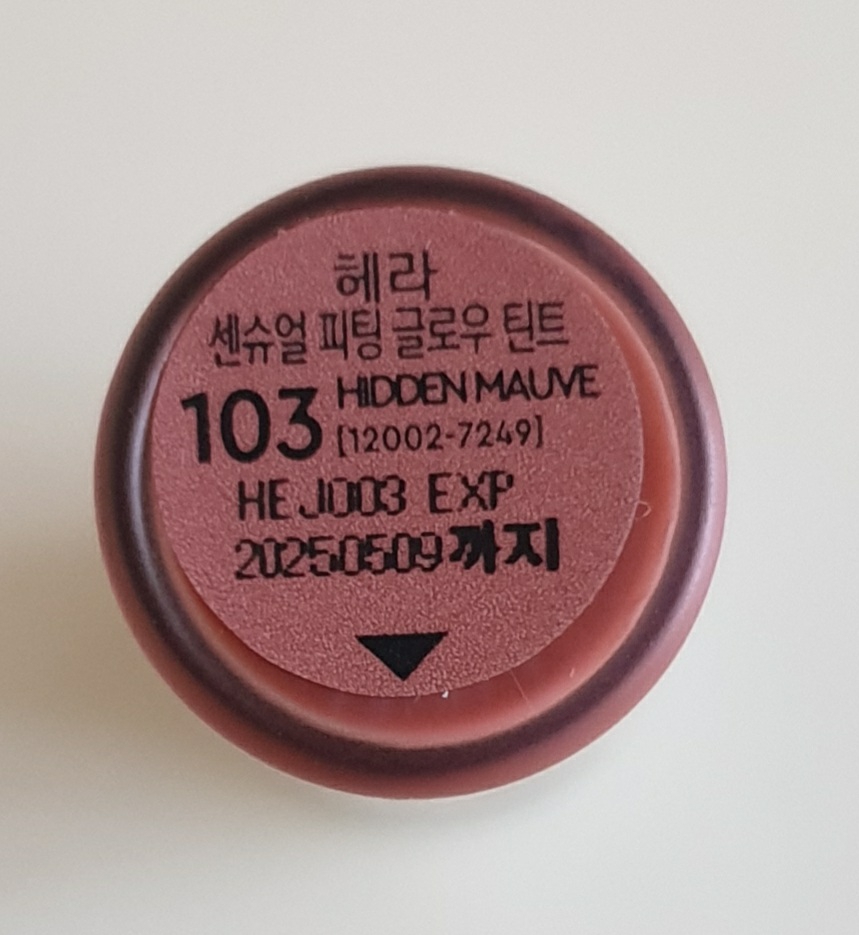 헤라
센슈얼 피팅 글로우 틴트
103 HIDDEN MAUVE
[12002-7249]
HEJ003 EXP
20250509까지